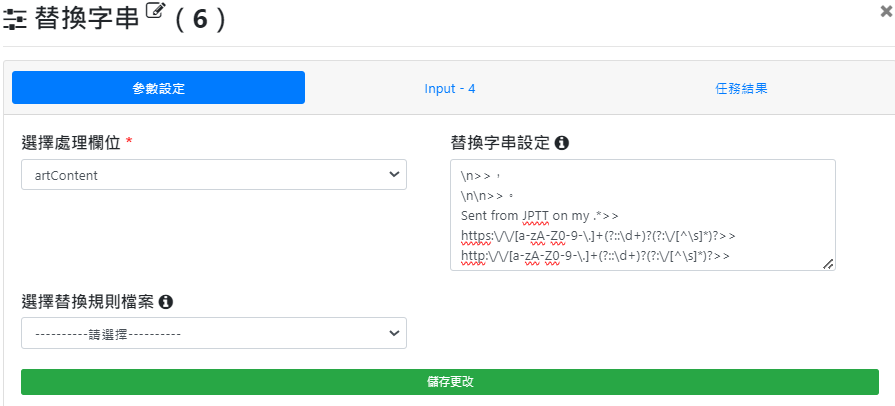 替換字串 ( 6 )
參數設定
Input - 4
任務結果
選擇處理欄位 *
artContent
替換字串設定
\n>>，
\n\n>>。
Sent from JPTT on my .*>>
https:\/\/[a-zA-Z0-9-\.]+(?::\d+)?(?:\/[^\s]*)?>>
http:\/\/[a-zA-Z0-9-\.]+(?::\d+)?(?:\/[^\s]*)?>>
選擇替換規則檔案
----------請選擇----------
儲存更改